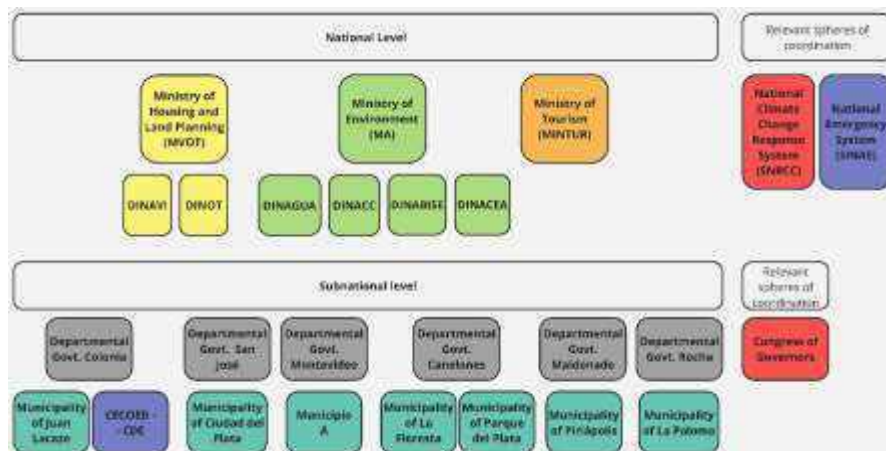 National Level
Relevant spheres of
coordination
Ministry of
Housing and
Land Planning
(MVOT)
Ministry of
Environment
(MA)
Ministry of
Tourism
(MINTUR)
National
Climate
Change
Response
System
(SNRCC)
National
Emergency
System
(SINAE)
DINAVI
DINOT
DINAGUA
DINACC
DINABISE
DINACEA
Subnational level
Relevant
spheres of
coordination
Departmental
Govt. Colonia
Departmental
Govt. San
José
Departmental
Govt.
Montevideo
Departmental
Govt.
Canelones
Departmental
Govt.
Maldonado
Departmental
Govt. Rocha
Congress of
Governors
Municipality
of Juan
Lacaze
CECOED -
- CDE
Municipality
of Ciudad del
Plata
Municipio
A
Municipality
of La
Floresta
Municipality
of Parque
del Plata
Municipality
of Piriápolis
Municipality
of La Paloma